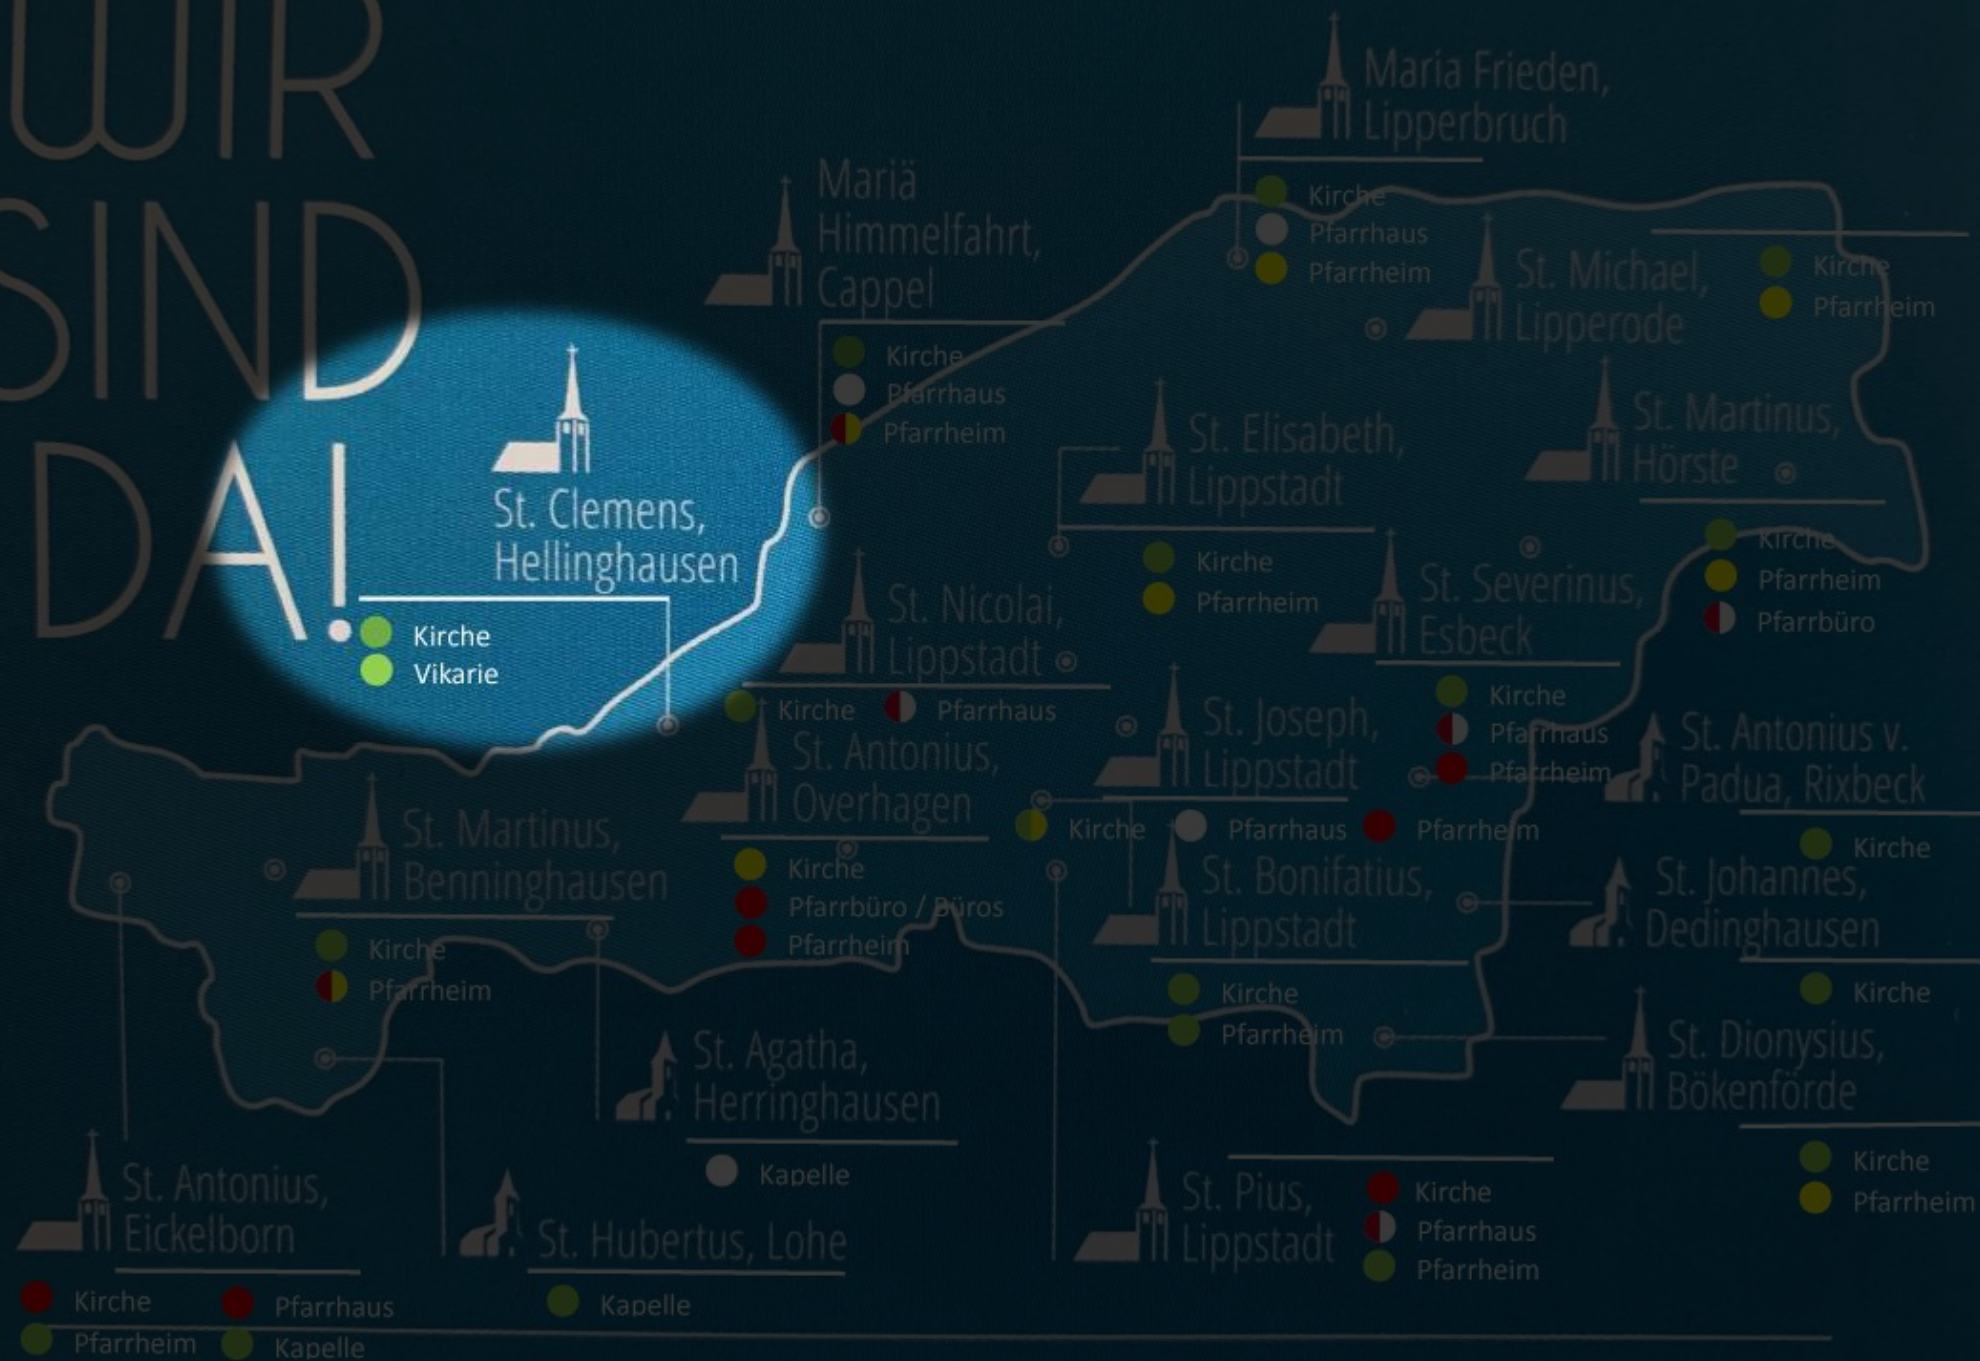 WIR
SIND
DA!
Maria Frieden,
Lipperbruch
Kirche
Pfarrhaus
Pfarrheim
Mariä
Himmelfahrt,
Cappel
Kirche
Pfarrhaus
Pfarrheim
St. Michael,
Lipperode
Kirche
Pfarrheim
St. Clemens,
Hellinghausen
Kirche
Vikarie
St. Elisabeth,
Lippstadt
Kirche
Pfarrheim
St. Martinus,
Hörste
Kirche
Pfarrheim
Pfarrbüro
St. Nicolai,
Lippstadt
Kirche Pfarrhaus
St. Severinus,
Esbeck
Kirche
Pfarrhaus
Pfarrheim
St. Antonius,
Overhagen
Kirche
Pfarrbüro / Büros
Pfarrheim
St. Joseph,
Lippstadt
Kirche Pfarrhaus Pfarrheim
St. Antonius v.
Padua, Rixbeck
Kirche
St. Martinus,
Benninghausen
Kirche
Pfarrheim
St. Bonifatius,
Lippstadt
Kirche
Pfarrheim
St. Johannes,
Dedinghausen
Kirche
St. Agatha,
Herringhausen
Kapelle
St. Dionysius,
Bökenförde
Kirche
Pfarrheim
St. Antonius,
Eickelborn
Kirche Pfarrhaus
Pfarrheim Kapelle
St. Hubertus, Lohe
Kapelle
St. Pius,
Lippstadt
Kirche
Pfarrhaus
Pfarrheim